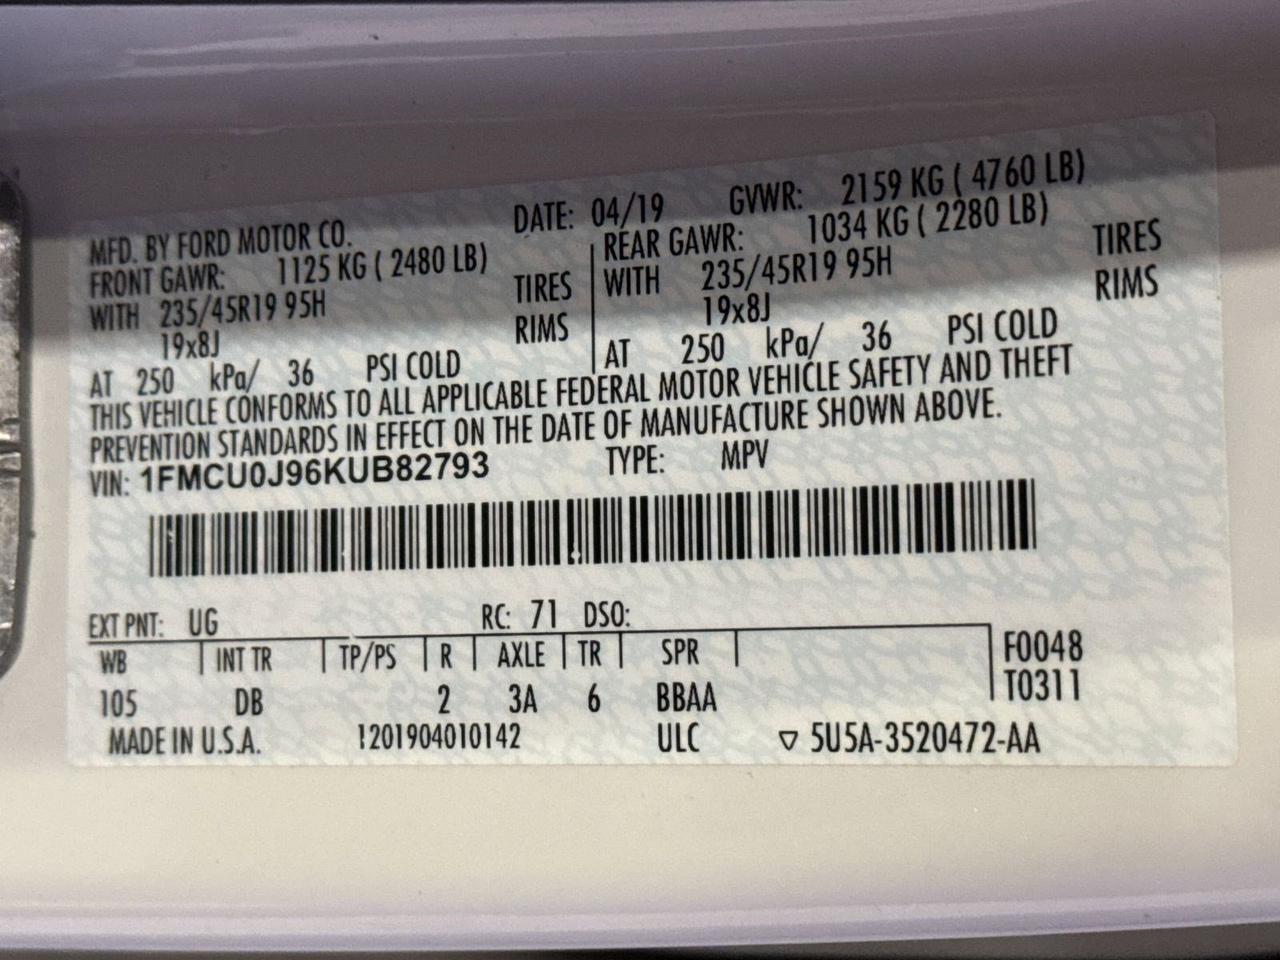 MFD. BY FORD MOTOR CO. DATE: 04/19 GVWR: 2159 KG ( 4760 LB)
FRONT GAWR: 1125 KG ( 2480 LB) REAR GAWR: 1034 KG ( 2280 LB)
WITH 235/45R19 95H TIRES WITH 235/45R19 95H TIRES
19x8J RIMS 19x8J RIMS
AT 250 kPa/ 36 PSI COLD AT 250 kPa/ 36 PSI COLD
THIS VEHICLE CONFORMS TO ALL APPLICABLE FEDERAL MOTOR VEHICLE SAFETY AND THEFT
PREVENTION STANDARDS IN EFFECT ON THE DATE OF MANUFACTURE SHOWN ABOVE.
VIN: 1FMCU0J96KUB82793 TYPE: MPV
EXT PNT: UG RC: 71 DSO:
WB INT TR TP/PS R AXLE TR SPR F0048
105 DB 2 3A 6 BBAA T0311
MADE IN U.S.A. 1201904010142 ULC ▽ 5U5A-3520472-AA